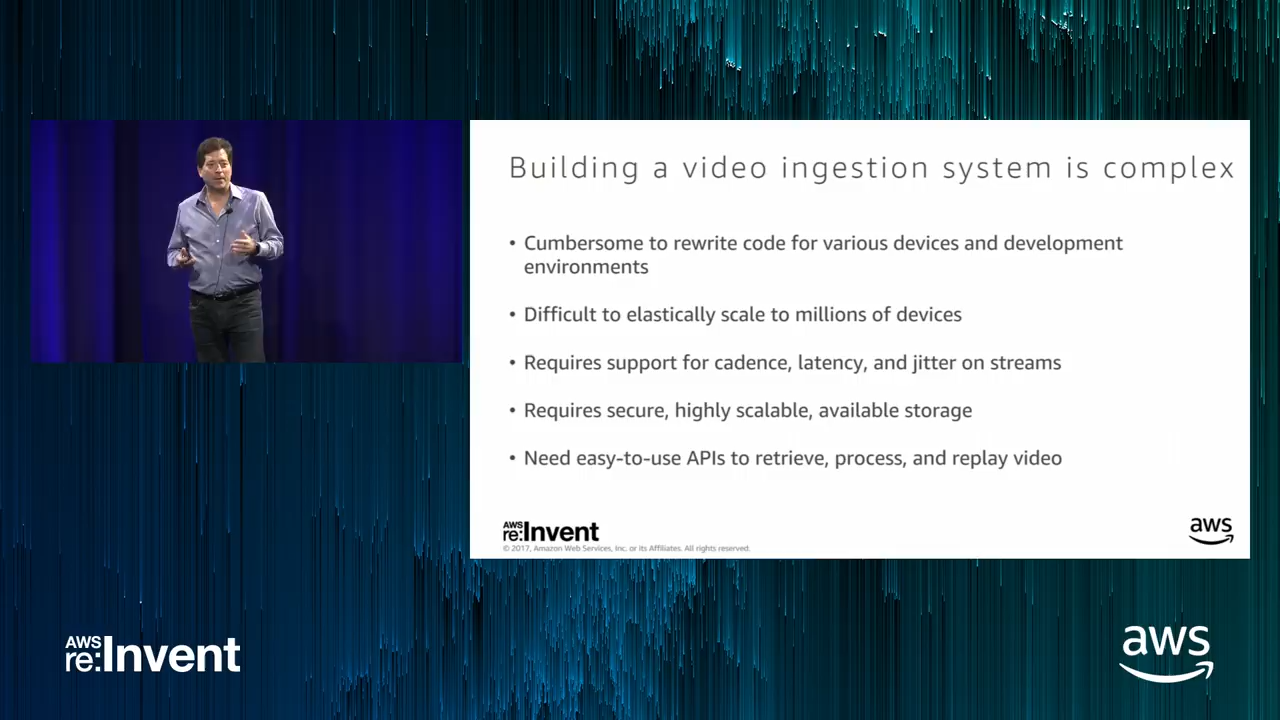 Building a video ingestion system is complex
• Cumbersome to rewrite code for various devices and development
environments
• Difficult to elastically scale to millions of devices
• Requires support for cadence, latency, and jitter on streams
• Requires secure, highly scalable, available storage
• Need easy-to-use APIs to retrieve, process, and replay video
AWS
re:Invent
© 2017, Amazon Web Services, Inc. or its Affiliates. All rights reserved.
aws
AWS
re:Invent
aws